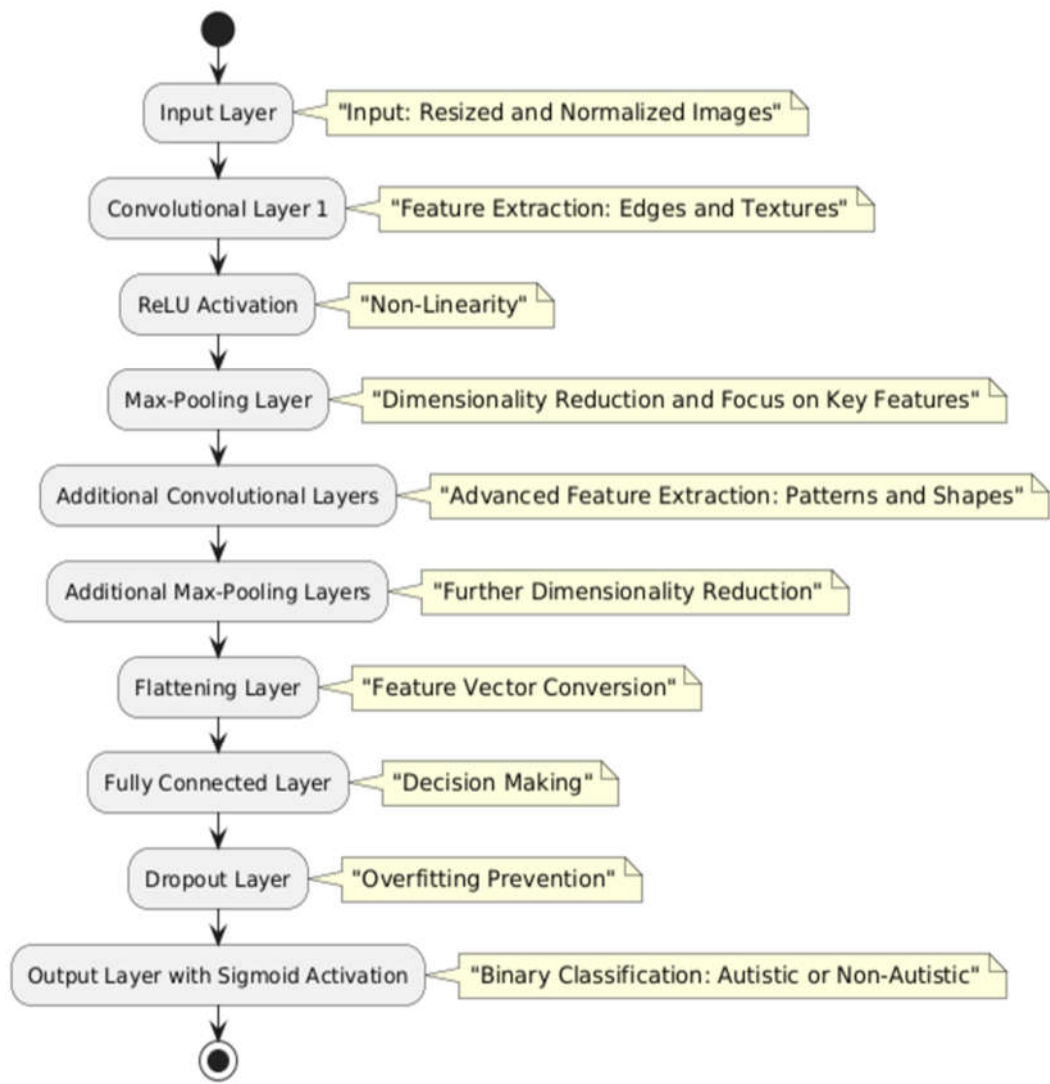 Input Layer
"Input: Resized and Normalized Images"
Convolutional Layer 1
"Feature Extraction: Edges and Textures"
ReLU Activation
"Non-Linearity"
Max-Pooling Layer
"Dimensionality Reduction and Focus on Key Features"
Additional Convolutional Layers
"Advanced Feature Extraction: Patterns and Shapes"
Additional Max-Pooling Layers
"Further Dimensionality Reduction"
Flattening Layer
"Feature Vector Conversion"
Fully Connected Layer
"Decision Making"
Dropout Layer
"Overfitting Prevention"
Output Layer with Sigmoid Activation
"Binary Classification: Autistic or Non-Autistic"